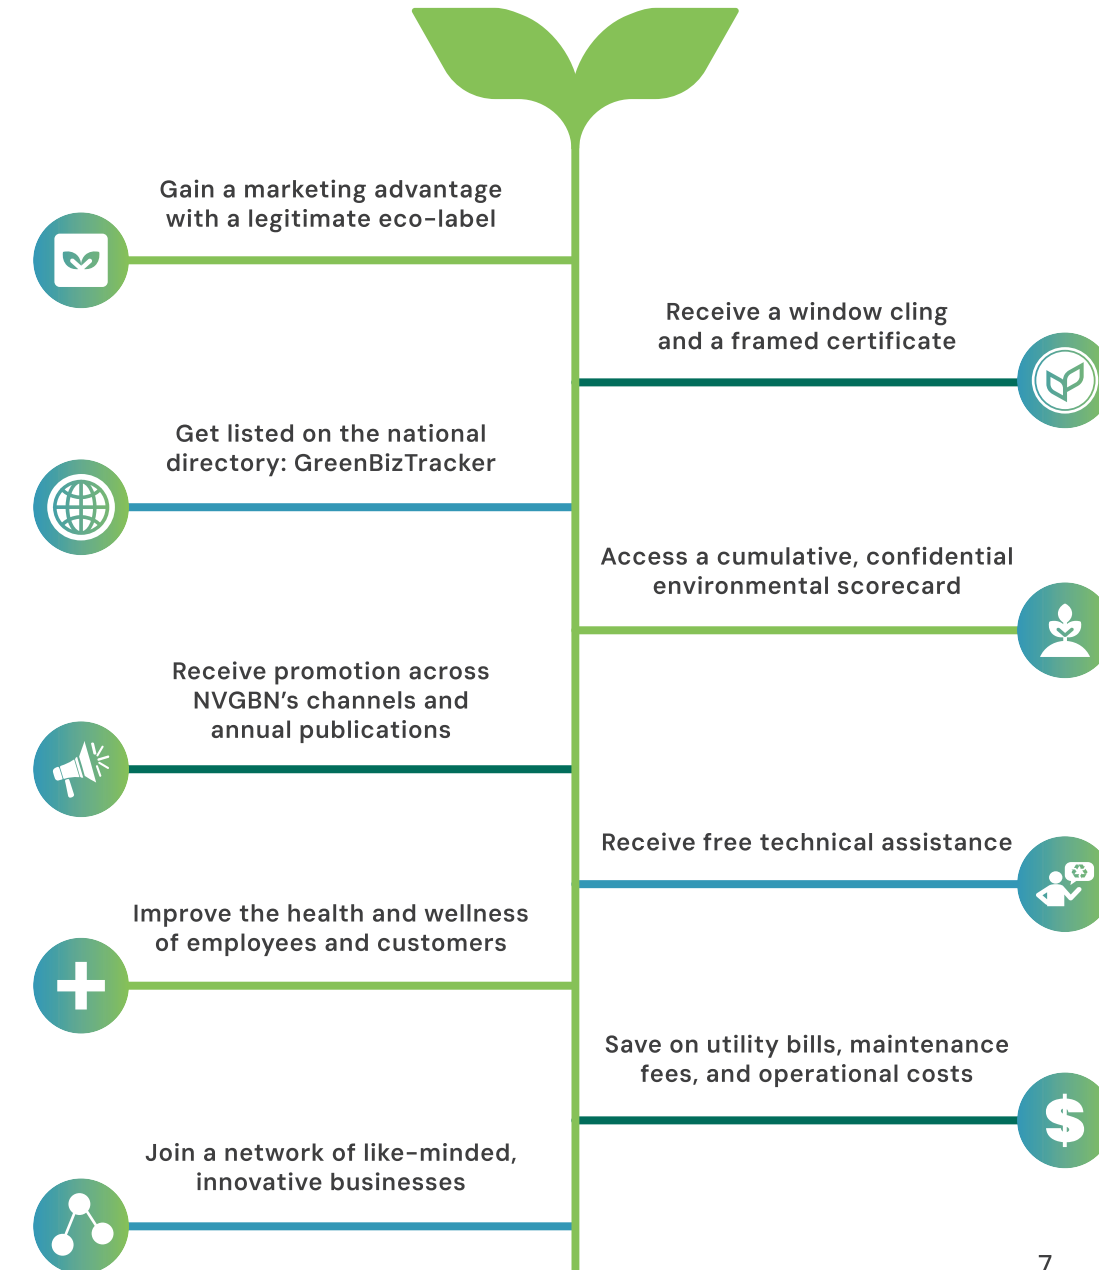 Gain a marketing advantage
with a legitimate eco-label
Receive a window cling
and a framed certificate
Get listed on the national
directory: GreenBizTracker
Access a cumulative, confidential
environmental scorecard
Receive promotion across
NVGBN’s channels and
annual publications
Receive free technical assistance
Improve the health and wellness
of employees and customers
Save on utility bills, maintenance
fees, and operational costs
Join a network of like-minded,
innovative businesses
$
7